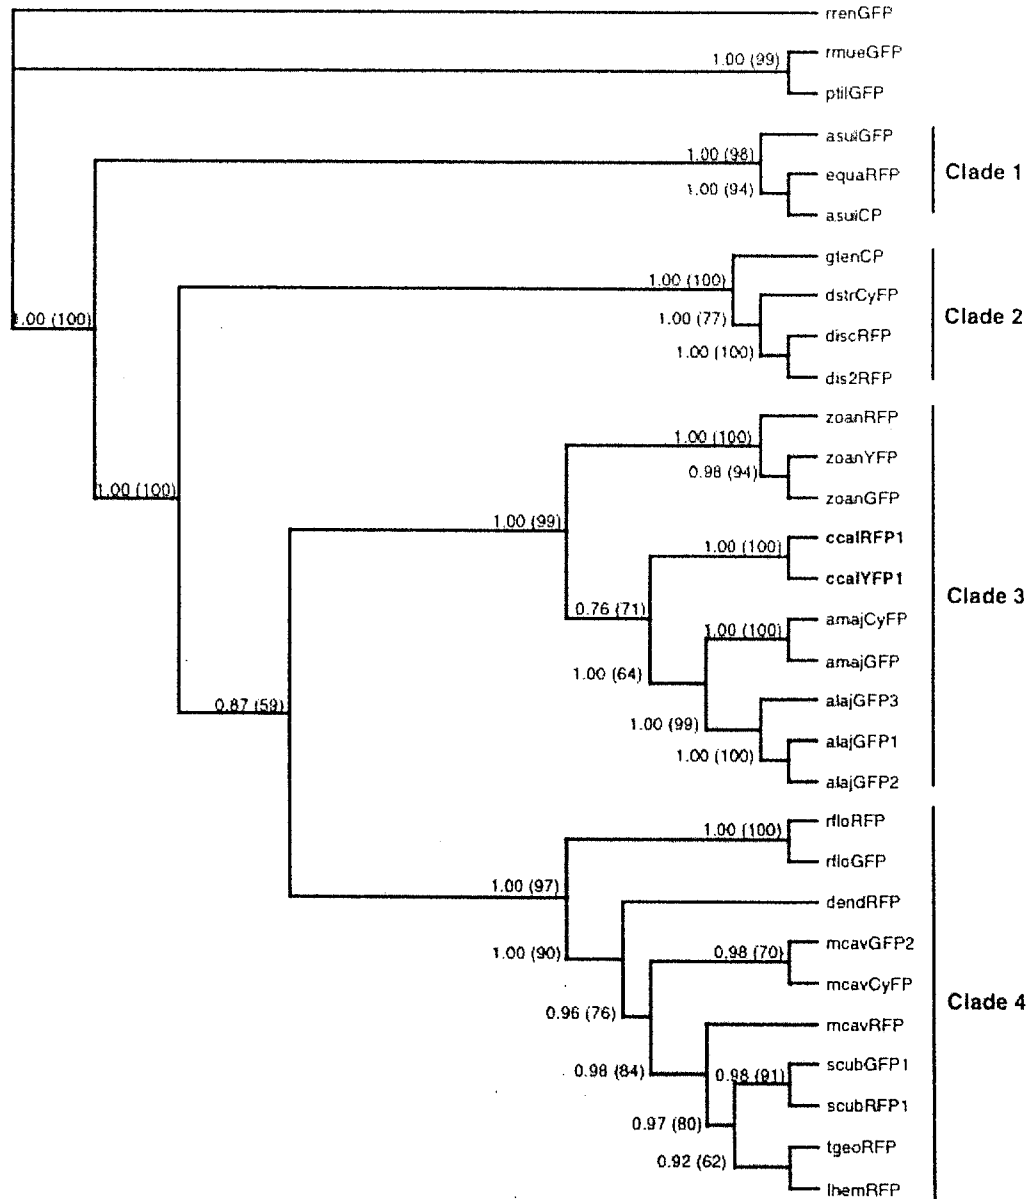 rrenGFP
rmueGFP
1.00 (99)
ptilGFP
asulGFP
1.00 (98)
Clade 1
equaRFP
1.00 (94)
asulCP
gtenCP
1.00 (100)
dstrCyFP
Clade 2
1.00 (100)
1.00 (77)
discRFP
1.00 (100)
dis2RFP
zoanRFP
1.00 (100)
zoanYFP
0.98 (94)
1.00 (100)
zoanGFP
1.00 (99)
ccalRFP1
1.00 (100)
ccalYFP1
Clade 3
0.76 (71)
amajCyFP
1.00 (100)
amajGFP
1.00 (64)
alajGFP3
0.87 (59)
1.00 (99)
alajGFP1
1.00 (100)
alajGFP2
rfloRFP
1.00 (100)
rfloGFP
1.00 (97)
dendRFP
mcavGFP2
1.00 (90)
0.98 (70)
mcavCyFP
Clade 4
0.96 (76)
mcavRFP
scubGFP1
0.98 (84)
0.98 (91)
scubRFP1
0.97 (80)
tgeoRFP
0.92 (62)
lhemRFP